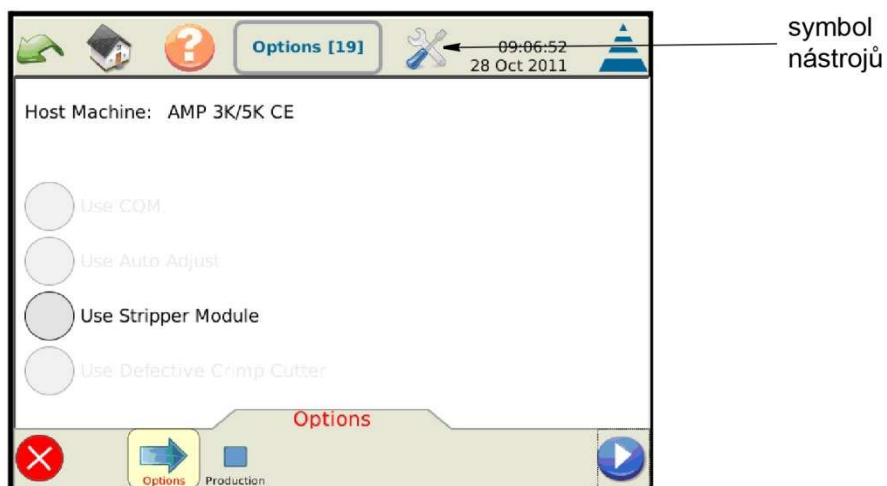 Options [19]
09:06:52
28 Oct 2011
symbol
nástrojů
Host Machine: AMP 3K/5K CE
Use CQM
Use Auto Adjust
Use Stripper Module
Use Defective Crimp Cutter
Options
Options
Production